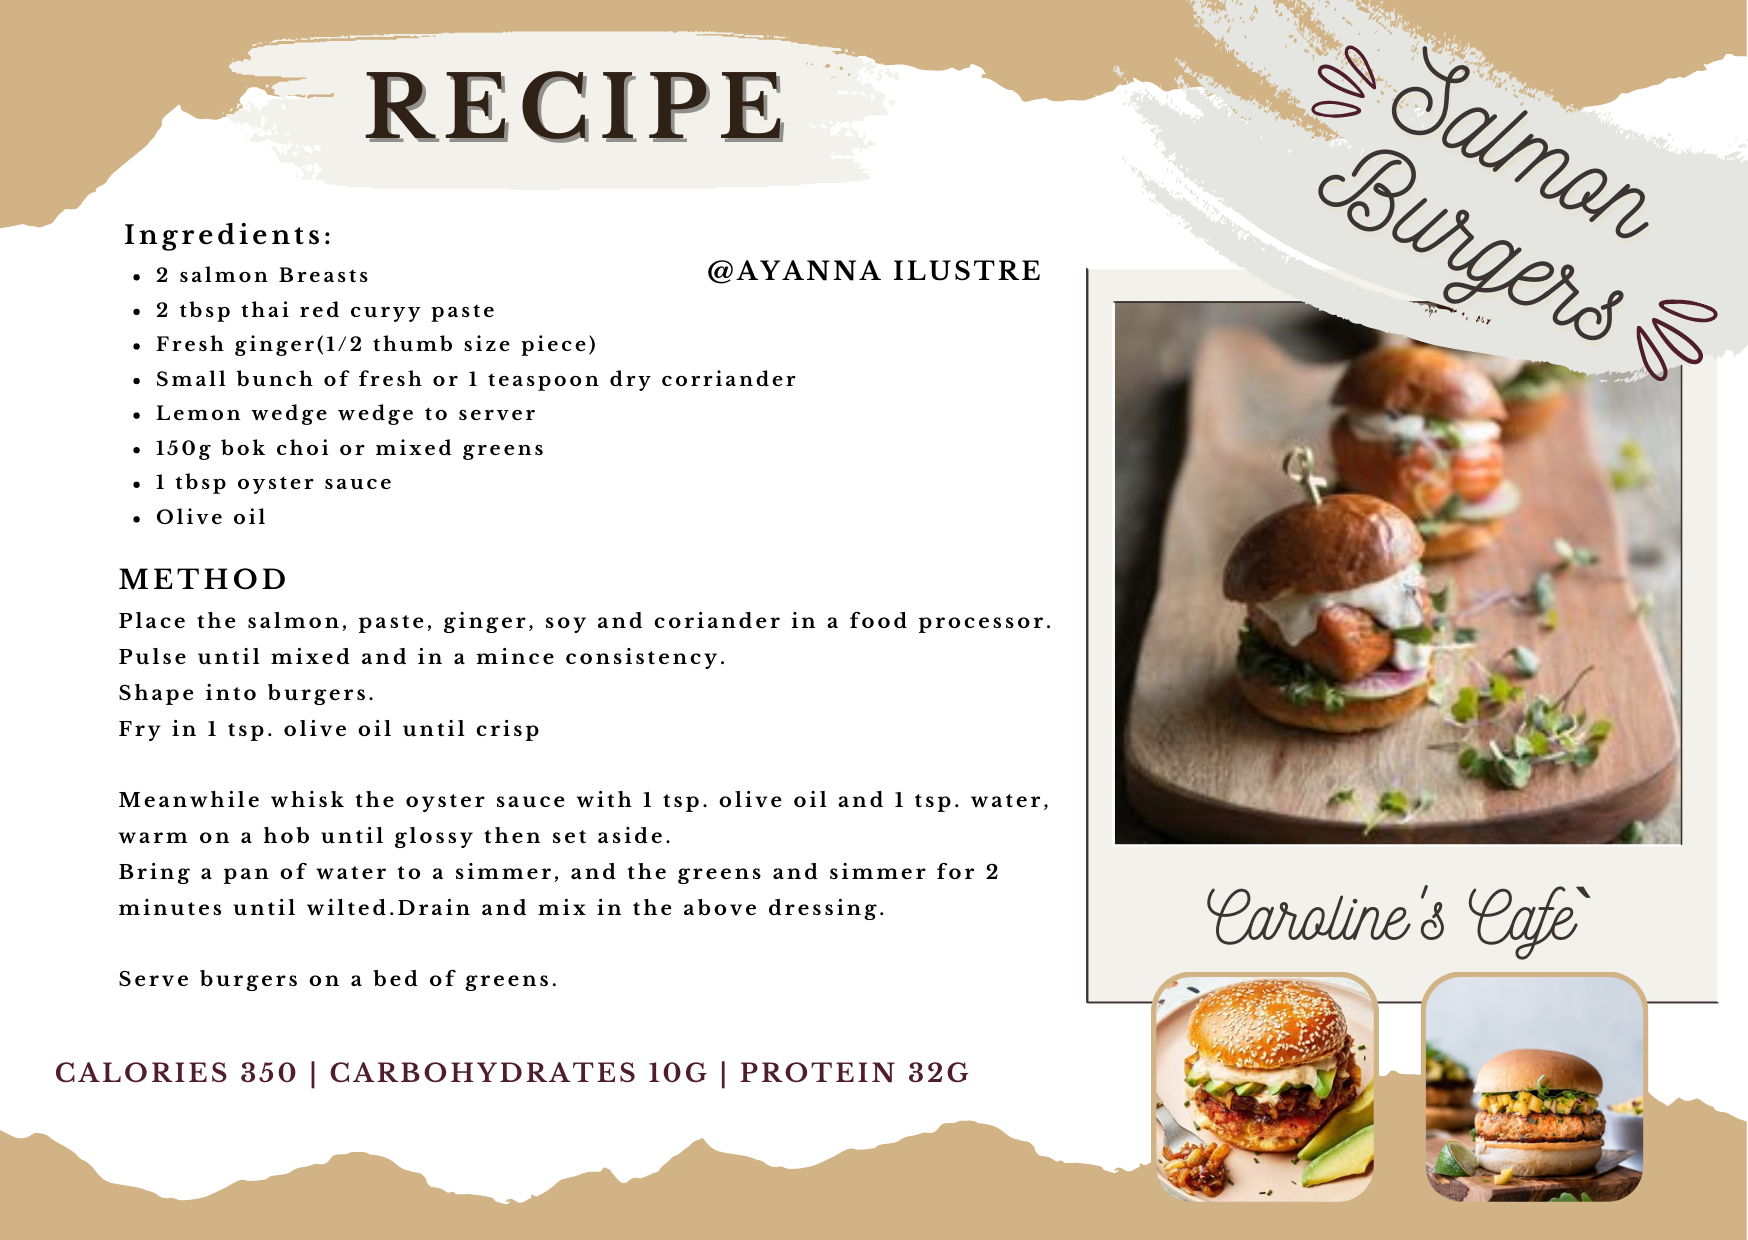 RECIPE
Salmon
Burgers
Ingredients:
2 salmon Breasts
@AYANNA ILUSTRE
2 tbsp thai red curyy paste
Fresh ginger(1/2 thumb size piece)
Small bunch of fresh or 1 teaspoon dry corriander
Lemon wedge wedge to server
150g bok choi or mixed greens
1 tbsp oyster sauce
Olive oil
METHOD
Place the salmon, paste, ginger, soy and coriander in a food processor.
Pulse until mixed and in a mince consistency.
Shape into burgers.
Fry in 1 tsp. olive oil until crisp
Meanwhile whisk the oyster sauce with 1 tsp. olive oil and 1 tsp. water,
warm on a hob until glossy then set aside.
Bring a pan of water to a simmer, and the greens and simmer for 2
minutes until wilted.Drain and mix in the above dressing.
Serve burgers on a bed of greens.
Caroline's Cafe`
CALORIES 350 | CARBOHYDRATES 10G | PROTEIN 32G